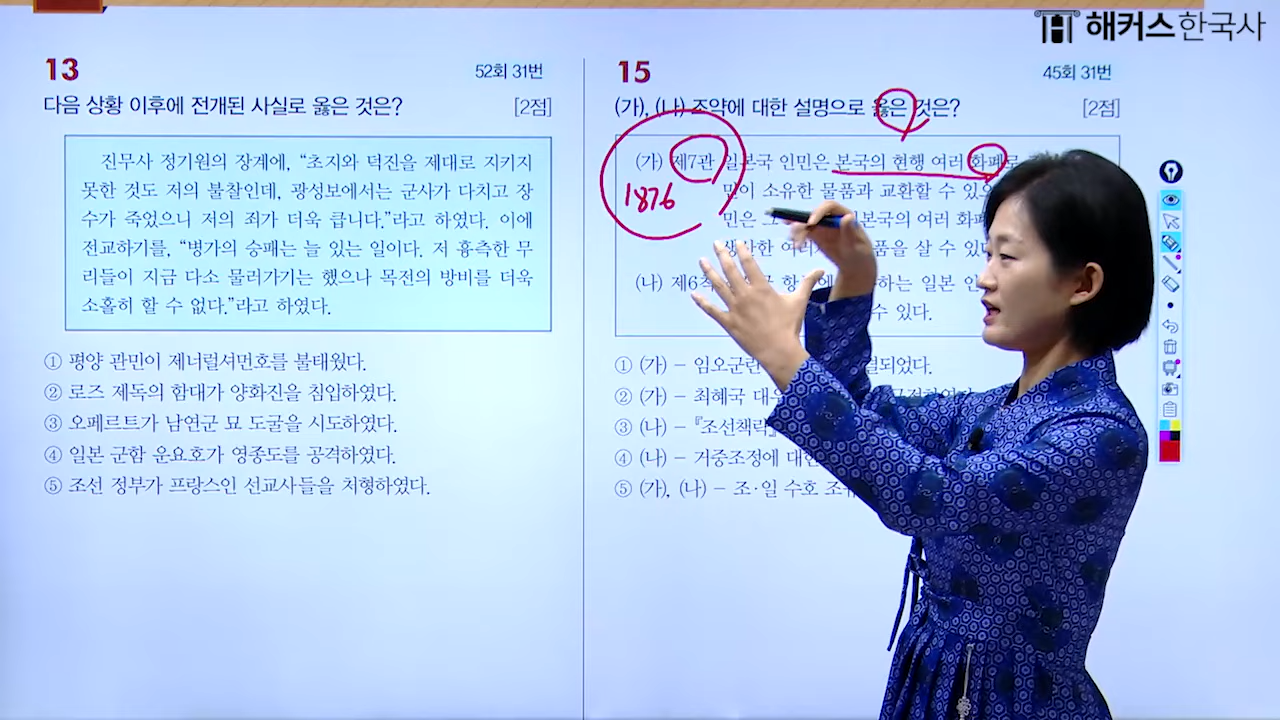 해커스한국사
13
52회 31번
다음 상황 이후에 전개된 사실로 옳은 것은?
[2점]
진무사 정기원의 장계에, “초지와 덕진을 제대로 지키지
못한 것도 저의 불찰인데, 광성보에서는 군사가 다치고 장
수가 죽었으니 저의 죄가 더욱 큽니다.”라고 하였다. 이에
전교하기를, “병가의 승패는 늘 있는 일이다. 저 흉측한 무
리들이 지금 다소 물러가기는 했으나 목전의 방비를 더욱
소홀히 할 수 없다.”라고 하였다.
① 평양 관민이 제너럴셔먼호를 불태웠다.
② 로즈 제독의 함대가 양화진을 침입하였다.
③ 오페르트가 남연군 묘 도굴을 시도하였다.
④ 일본 군함 운요호가 영종도를 공격하였다.
⑤ 조선 정부가 프랑스인 선교사들을 처형하였다.
15
45회 31번
(가), (나) 조약에 대한 설명으로 옳은 것은?
[2점]
(가) 제7관 일본국 인민은 본국의 현행 여러 화폐로
1876
민이 소유한 물품과 교환할 수 있으
민은 그 일본국의 여러 화폐
생산한 여러 품을 살 수 있
(나) 제6칙 항 하는 일본 인
수 있다.
① (가) - 임오군란 되었다.
② (가) - 최혜국 대우
③ (나) - 『조선책략』
④ (나) - 거중조정에 대한
⑤ (가), (나) - 조·일 수호 조규